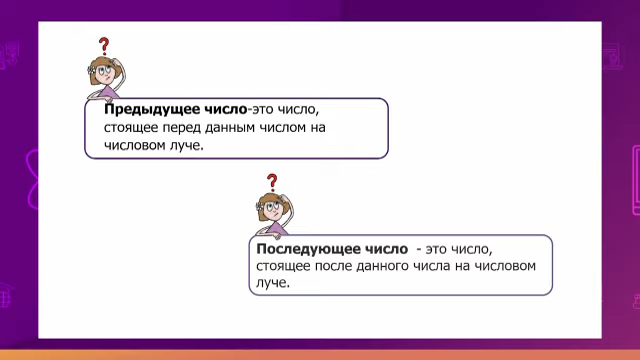 ?
Предыдущее число-это число,
стоящее перед данным числом на
числовом луче.
?
Последующее число - это число,
стоящее после данного числа на числовом
луче.